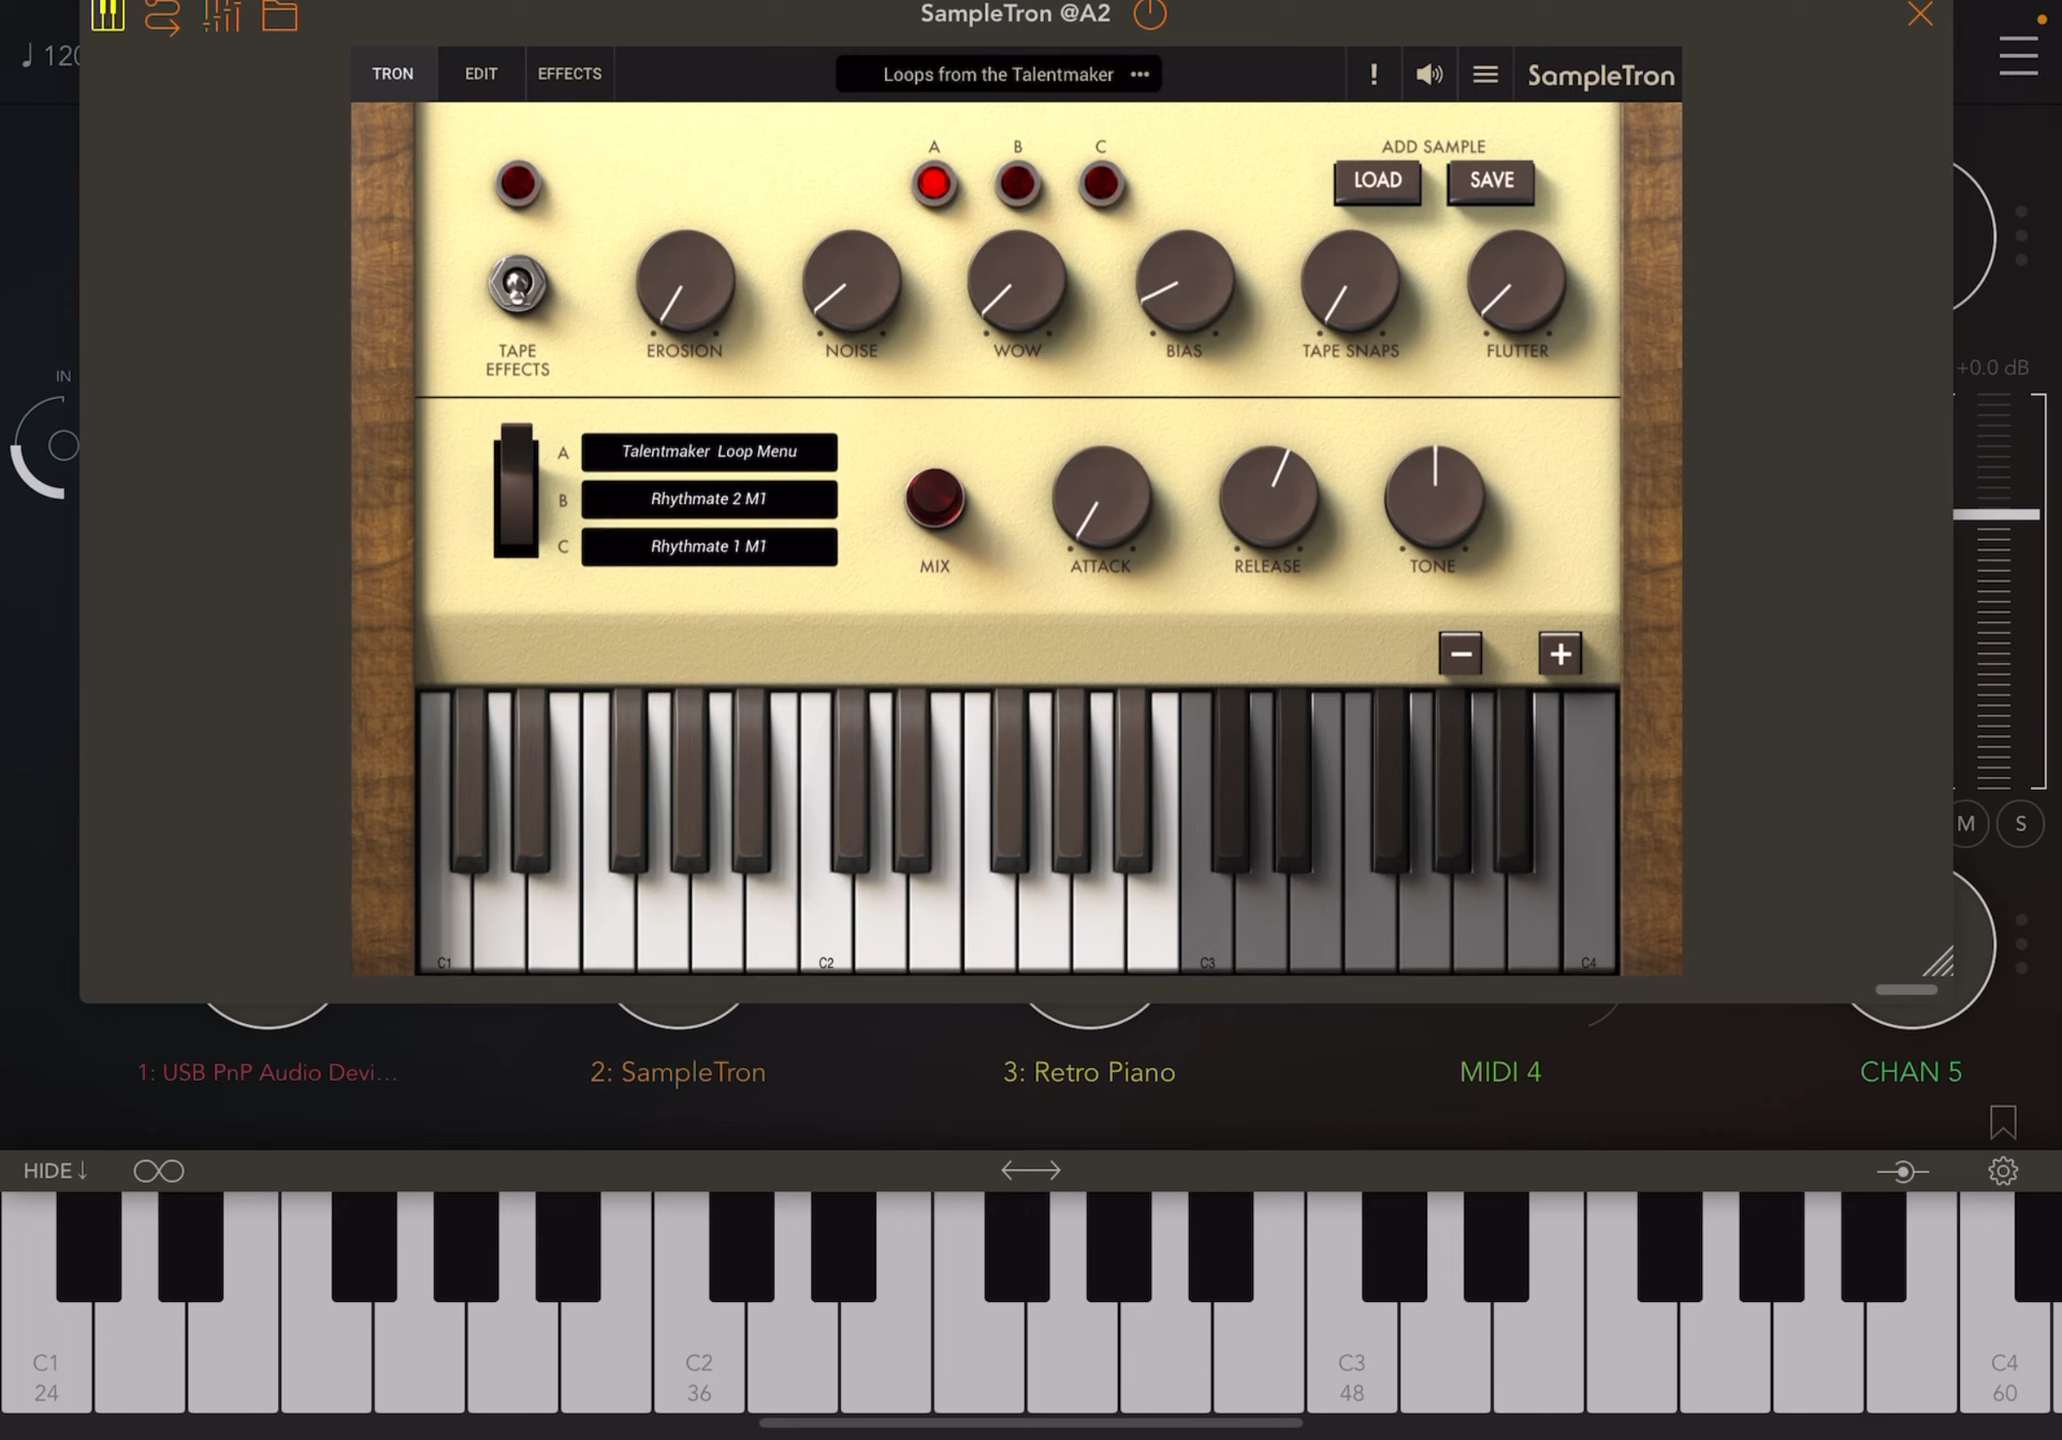 SampleTron @A2
120
TRON
EDIT
EFFECTS
Loops from the Talentmaker •••
!
SampleTron
A
B
C
ADD SAMPLE
LOAD
SAVE
TAPE
EFFECTS
EROSION
NOISE
WOW
BIAS
TAPE SNAPS
FLUTTER
IN
+0.0 dB
A
Talentmaker Loop Menu
B
Rhythmate 2 M1
C
Rhythmate 1 M1
MIX
ATTACK
RELEASE
TONE
−
+
M
S
C1
C2
C3
C4
1: USB PnP Audio Devi...
2: SampleTron
3: Retro Piano
MIDI 4
CHAN 5
HIDE↓
C1
24
C2
36
C3
48
C4
60